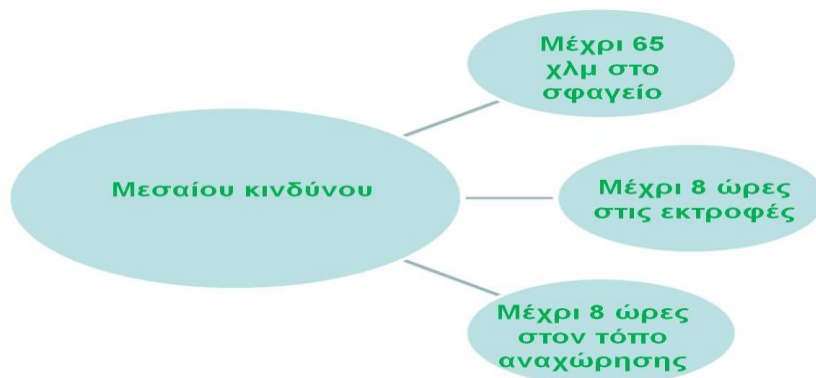 Μέχρι 65
χλμ στο
σφαγείο
Μεσαίου κινδύνου
Μέχρι 8 ώρες
στις εκτροφές
Μέχρι 8 ώρες
στον τόπο
αναχώρησης